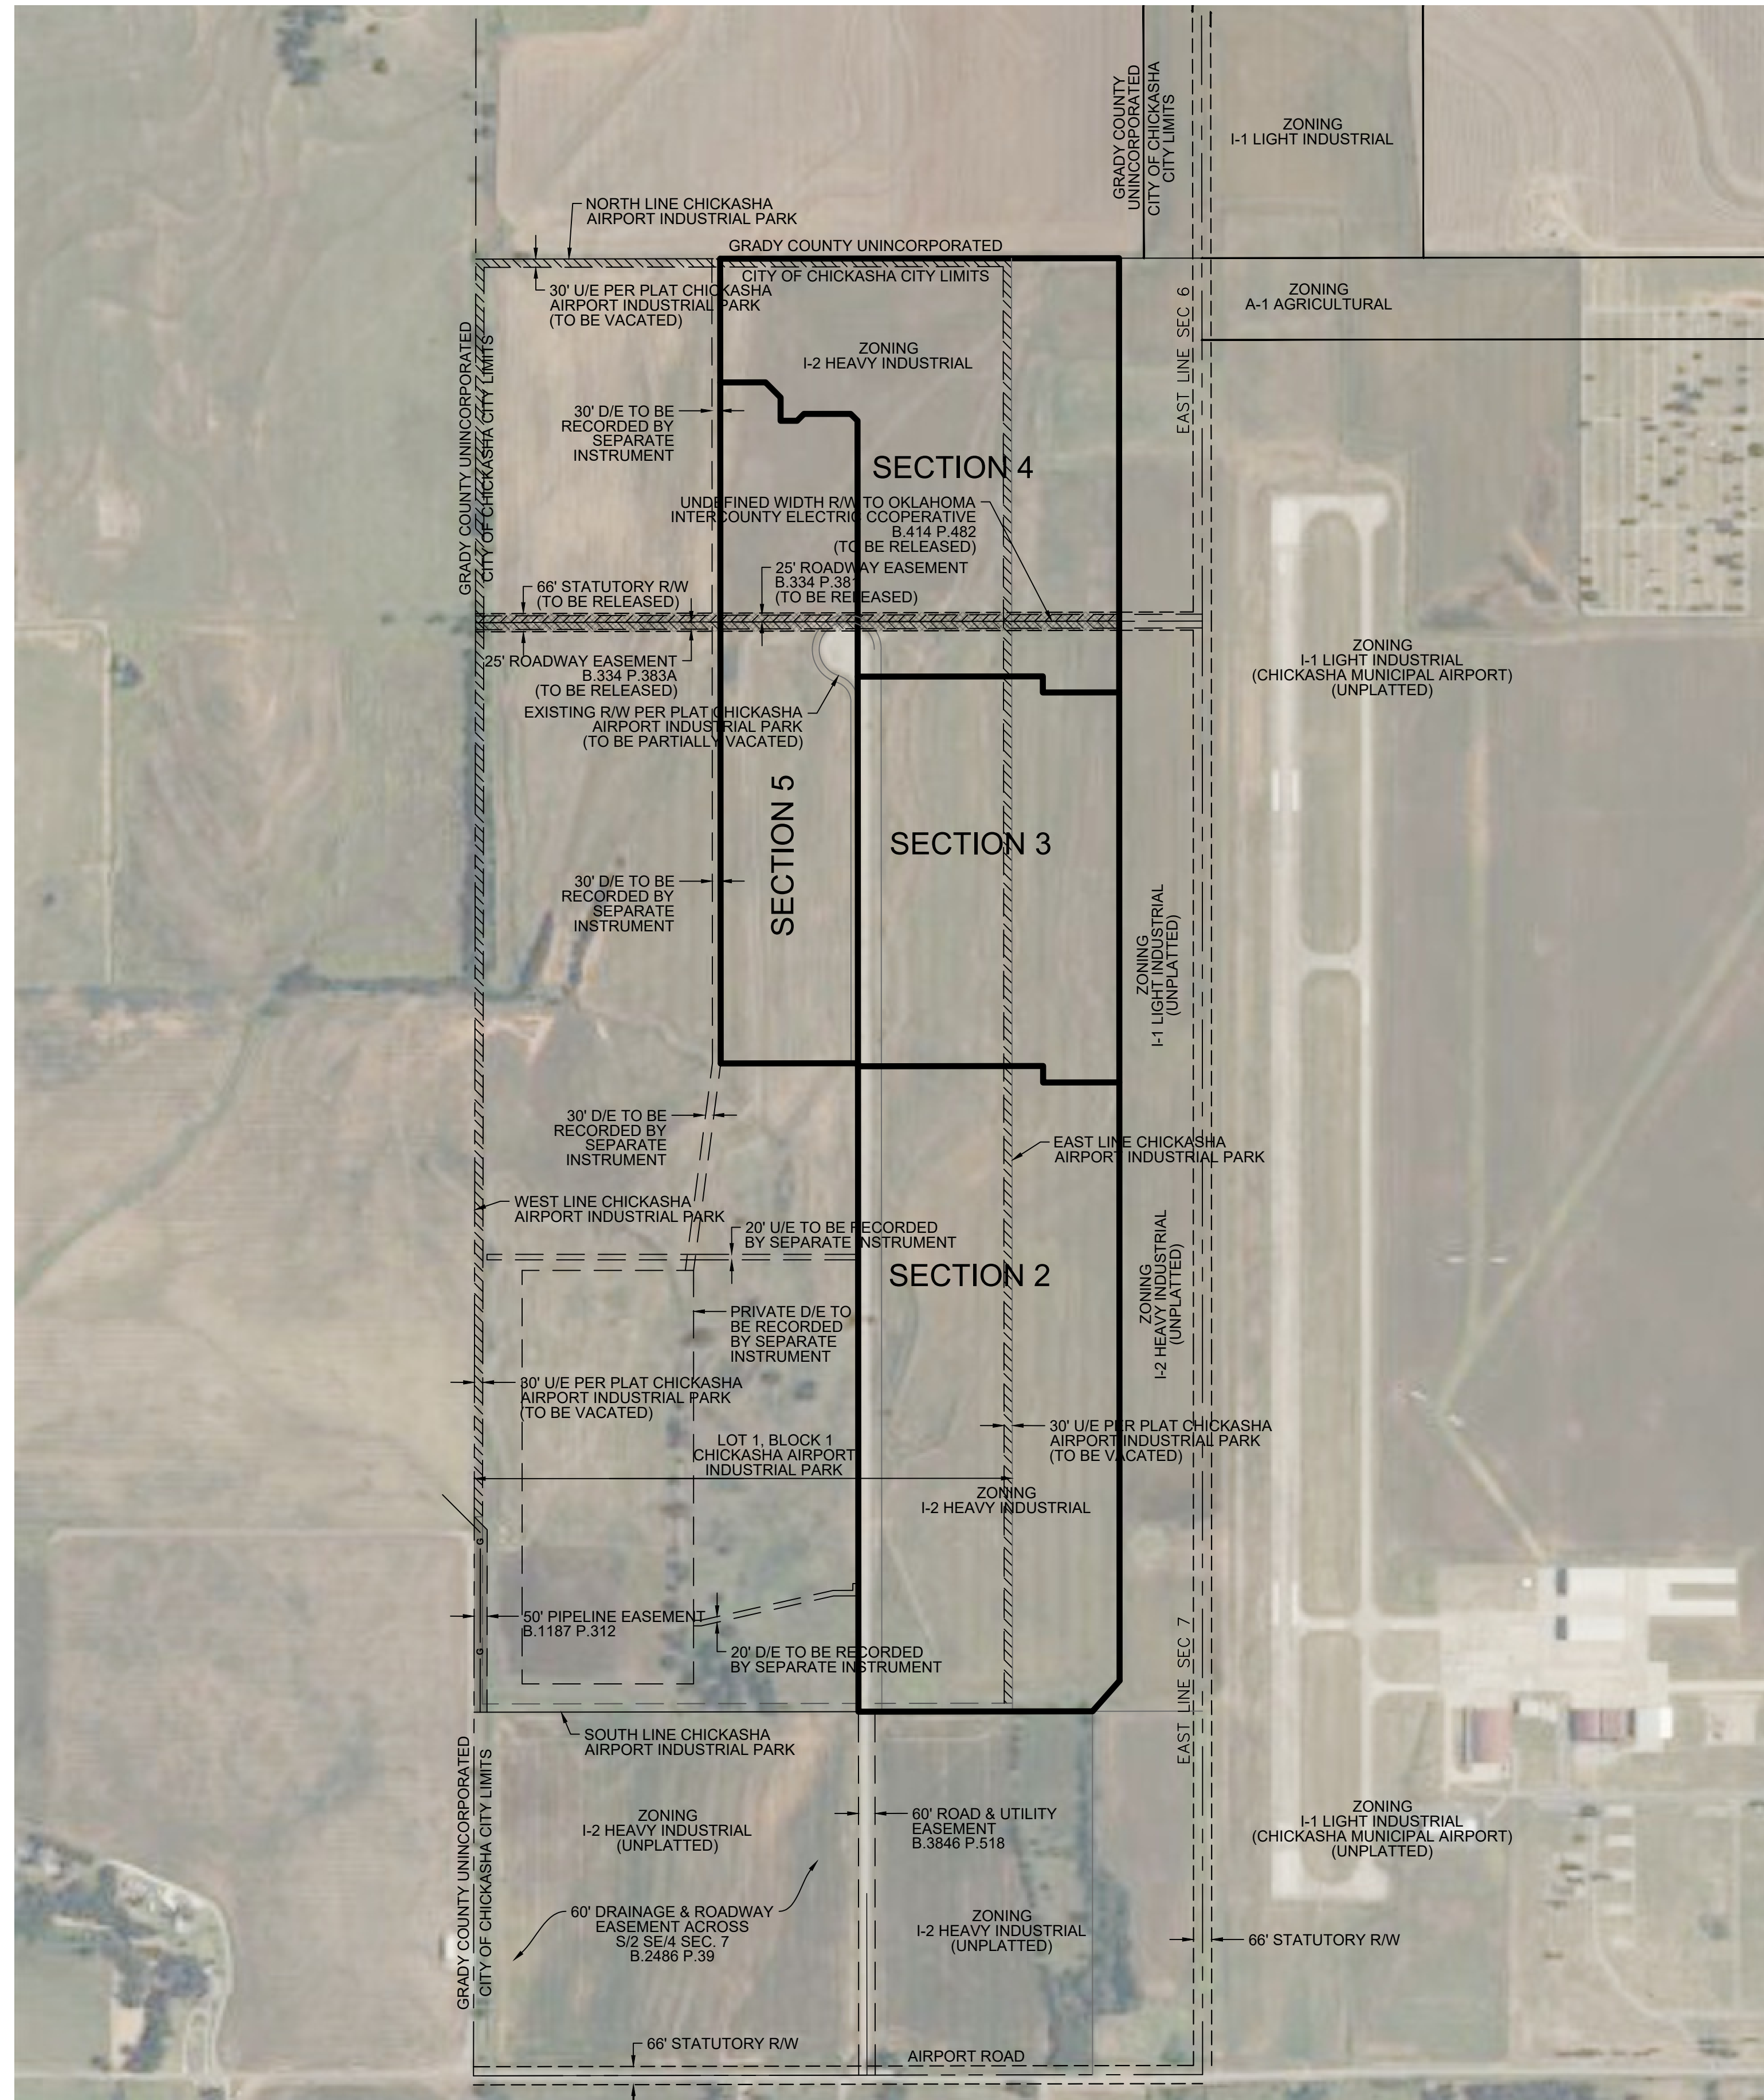 GRADY COUNTY
UNINCORPORATED
CITY OF CHICKASHA
CITY LIMITS
ZONING
I-1 LIGHT INDUSTRIAL
NORTH LINE CHICKASHA
AIRPORT INDUSTRIAL PARK
GRADY COUNTY UNINCORPORATED
CITY OF CHICKASHA CITY LIMITS
30' U/E PER PLAT CHICKASHA
AIRPORT INDUSTRIAL PARK
(TO BE VACATED)
ZONING
A-1 AGRICULTURAL
EAST LINE SEC 6
GRADY COUNTY UNINCORPORATED
CITY OF CHICKASHA CITY LIMITS
ZONING
I-2 HEAVY INDUSTRIAL
30' D/E TO BE
RECORDED BY
SEPARATE
INSTRUMENT
SECTION 4
UNDEFINED WIDTH R/W TO OKLAHOMA
INTERCOUNTY ELECTRIC CCOPERATIVE
B.414 P.482
(TO BE RELEASED)
25' ROADWAY EASEMENT
B.334 P.381
(TO BE RELEASED)
66' STATUTORY R/W
(TO BE RELEASED)
25' ROADWAY EASEMENT
B.334 P.383A
(TO BE RELEASED)
ZONING
I-1 LIGHT INDUSTRIAL
(CHICKASHA MUNICIPAL AIRPORT)
(UNPLATTED)
EXISTING R/W PER PLAT CHICKASHA
AIRPORT INDUSTRIAL PARK
(TO BE PARTIALLY VACATED)
SECTION 5
SECTION 3
30' D/E TO BE
RECORDED BY
SEPARATE
INSTRUMENT
ZONING
I-1 LIGHT INDUSTRIAL
(UNPLATTED)
30' D/E TO BE
RECORDED BY
SEPARATE
INSTRUMENT
EAST LINE CHICKASHA
AIRPORT INDUSTRIAL PARK
WEST LINE CHICKASHA
AIRPORT INDUSTRIAL PARK
20' U/E TO BE RECORDED
BY SEPARATE INSTRUMENT
SECTION 2
ZONING
I-2 HEAVY INDUSTRIAL
(UNPLATTED)
PRIVATE D/E TO
BE RECORDED
BY SEPARATE
INSTRUMENT
30' U/E PER PLAT CHICKASHA
AIRPORT INDUSTRIAL PARK
(TO BE VACATED)
30' U/E PER PLAT CHICKASHA
AIRPORT INDUSTRIAL PARK
(TO BE VACATED)
LOT 1, BLOCK 1
CHICKASHA AIRPORT
INDUSTRIAL PARK
ZONING
I-2 HEAVY INDUSTRIAL
G
50' PIPELINE EASEMENT
B.1187 P.312
G
20' D/E TO BE RECORDED
BY SEPARATE INSTRUMENT
EAST LINE SEC 7
SOUTH LINE CHICKASHA
AIRPORT INDUSTRIAL PARK
GRADY COUNTY UNINCORPORATED
CITY OF CHICKASHA CITY LIMITS
ZONING
I-2 HEAVY INDUSTRIAL
(UNPLATTED)
60' ROAD & UTILITY
EASEMENT
B.3846 P.518
ZONING
I-1 LIGHT INDUSTRIAL
(CHICKASHA MUNICIPAL AIRPORT)
(UNPLATTED)
60' DRAINAGE & ROADWAY
EASEMENT ACROSS
S/2 SE/4 SEC. 7
B.2486 P.39
ZONING
I-2 HEAVY INDUSTRIAL
(UNPLATTED)
66' STATUTORY R/W
66' STATUTORY R/W
AIRPORT ROAD